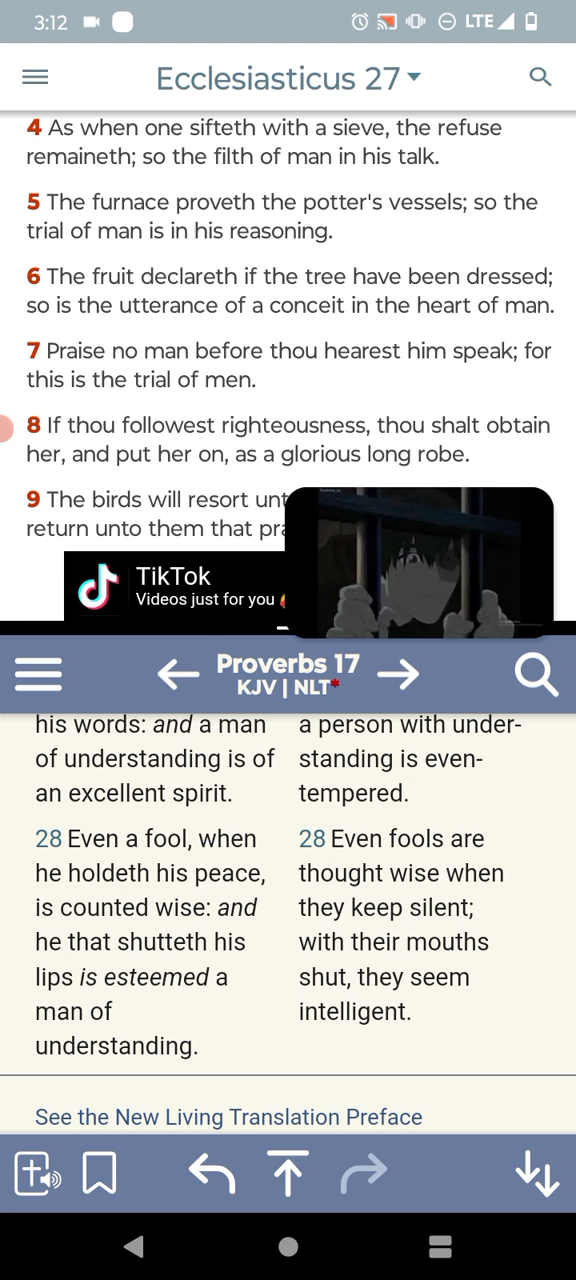 3:12
LTE
Ecclesiasticus 27
4 As when one sifteth with a sieve, the refuse
remaineth; so the filth of man in his talk.
5 The furnace proveth the potter's vessels; so the
trial of man is in his reasoning.
6 The fruit declareth if the tree have been dressed;
so is the utterance of a conceit in the heart of man.
7 Praise no man before thou hearest him speak; for
this is the trial of men.
8 If thou followest righteousness, thou shalt obtain
her, and put her on, as a glorious long robe.
9 The birds will resort unt
return unto them that pra
TikTok
Videos just for you
Proverbs 17
KJV | NLT*
his words: and a man
of understanding is of
an excellent spirit.
28 Even a fool, when
he holdeth his peace,
is counted wise: and
he that shutteth his
lips is esteemed a
man of
understanding.
a person with under-
standing is even-
tempered.
28 Even fools are
thought wise when
they keep silent;
with their mouths
shut, they seem
intelligent.
See the New Living Translation Preface